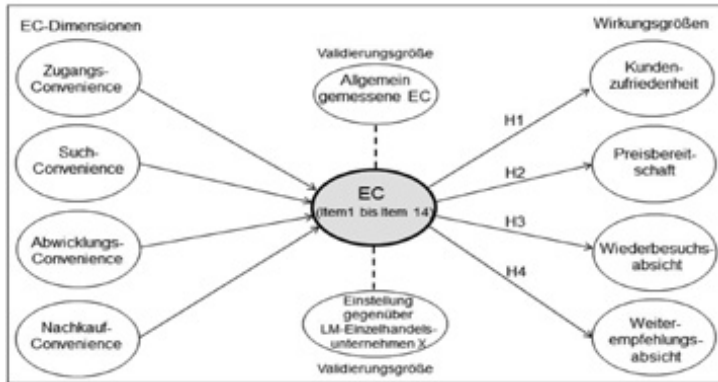 EC-Dimensionen
Zugangs-
Convenience
Such-
Convenience
Abwicklungs-
Convenience
Nachkauf-
Convenience
Validierungsgröße
Allgemein
gemessene EC
EC
(Item1 bis Item 14)
Einstellung
gegenüber
LM-Einzelhandels-
unternehmen X
Validierungsgröße
H1
H2
H3
H4
Wirkungsgrößen
Kunden-
zufriedenheit
Preisbereit-
schaft
Wiederbesuchs-
absicht
Weiter-
empfehlungs-
absicht